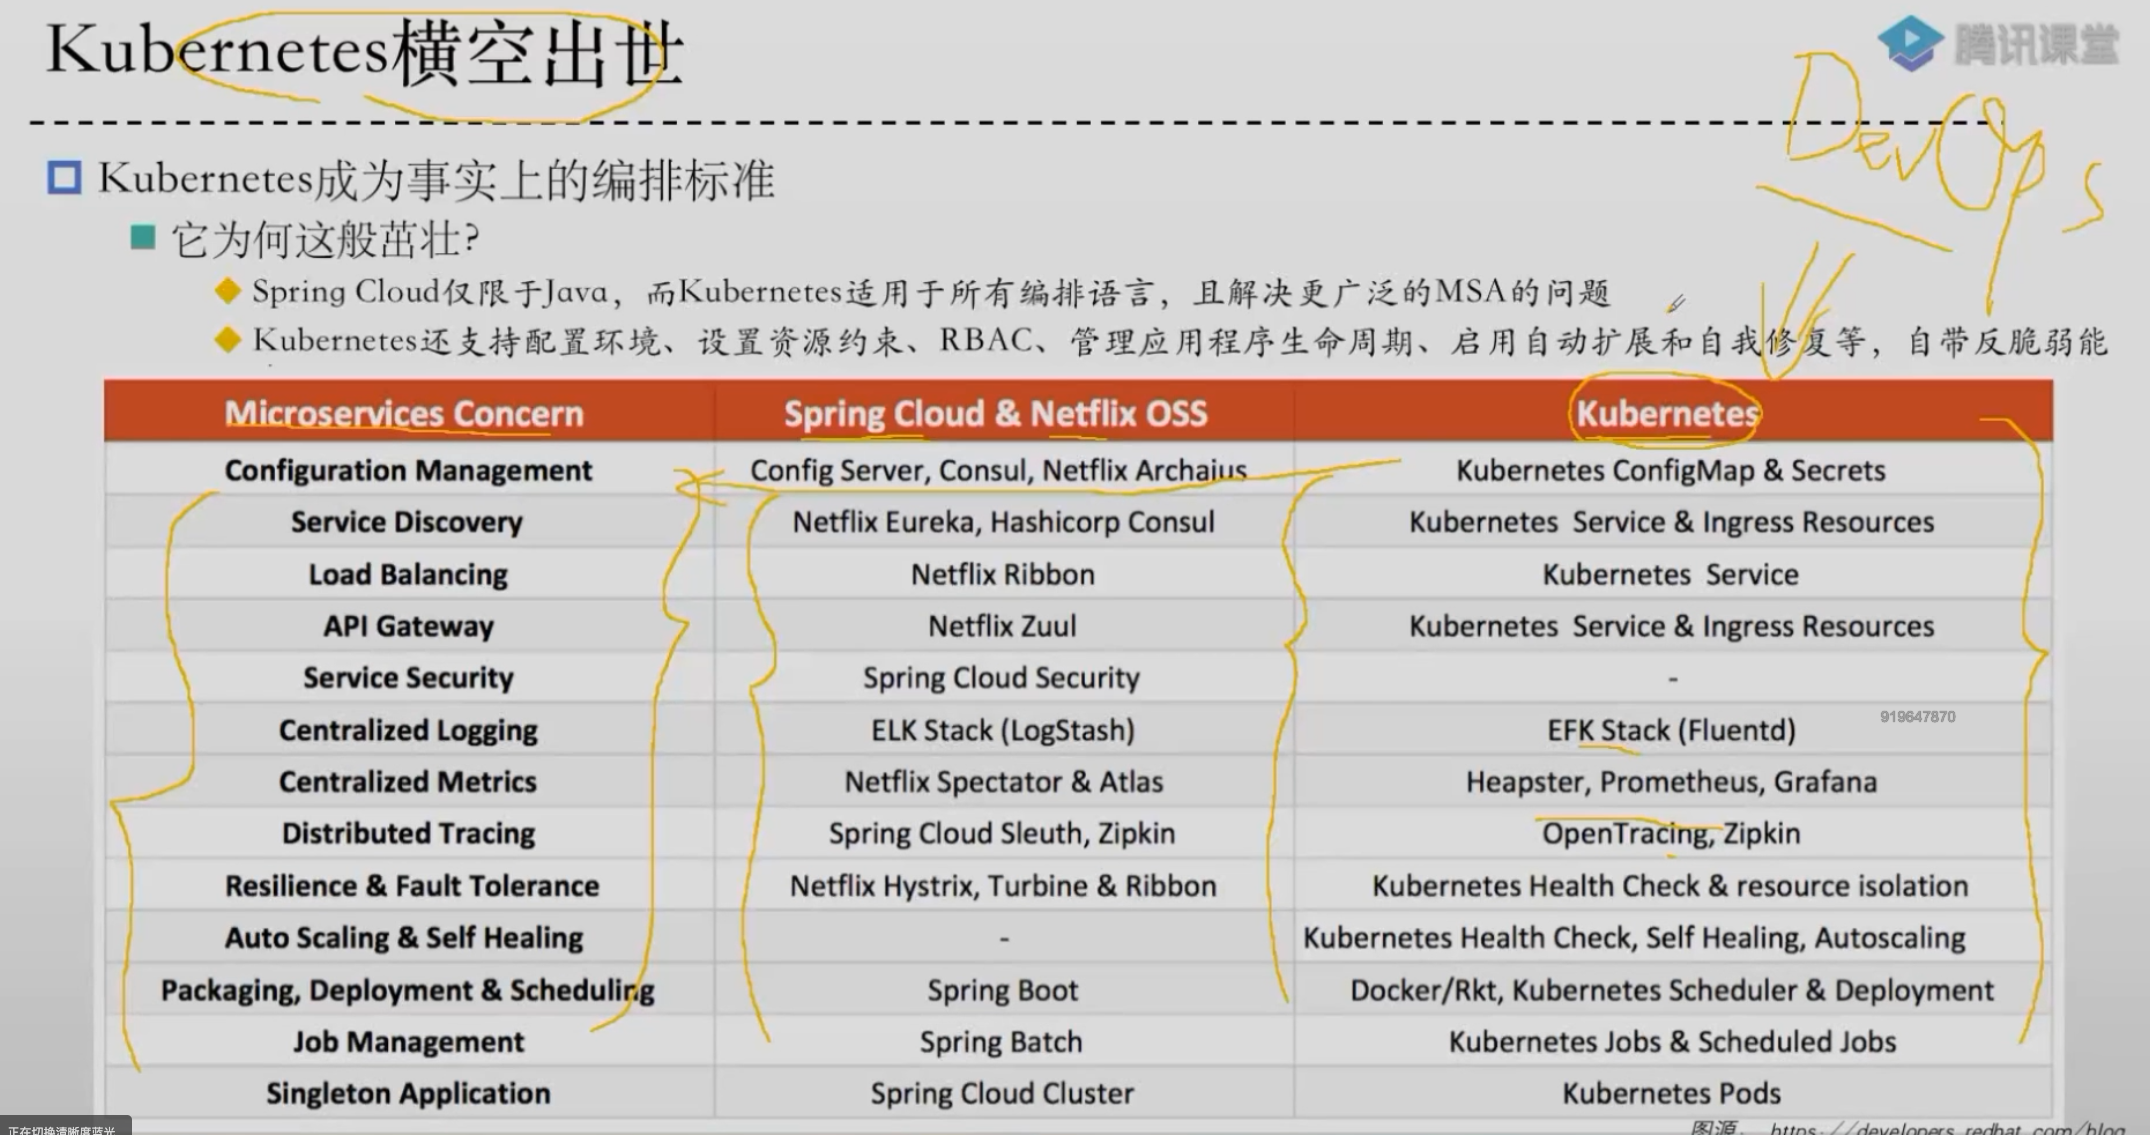 Kubernetes横空出世
腾讯课堂
DevOps
Kubernetes成为事实上的编排标准
它为何这般茁壮?
Spring Cloud仅限于Java，而Kubernetes适用于所有编排语言，且解决更广泛的MSA的问题
Kubernetes还支持配置环境、设置资源约束、RBAC、管理应用程序生命周期、启用自动扩展和自我修复等，自带反脆弱能
Microservices Concern Spring Cloud & Netflix OSS Kubernetes
Configuration Management Config Server, Consul, Netflix Archaius Kubernetes ConfigMap & Secrets
Service Discovery Netflix Eureka, Hashicorp Consul Kubernetes Service & Ingress Resources
Load Balancing Netflix Ribbon Kubernetes Service
API Gateway Netflix Zuul Kubernetes Service & Ingress Resources
Service Security Spring Cloud Security -
919647870
Centralized Logging ELK Stack (LogStash) EFK Stack (Fluentd)
Centralized Metrics Netflix Spectator & Atlas Heapster, Prometheus, Grafana
Distributed Tracing Spring Cloud Sleuth, Zipkin OpenTracing, Zipkin
Resilience & Fault Tolerance Netflix Hystrix, Turbine & Ribbon Kubernetes Health Check & resource isolation
Auto Scaling & Self Healing - Kubernetes Health Check, Self Healing, Autoscaling
Packaging, Deployment & Scheduling Spring Boot Docker/Rkt, Kubernetes Scheduler & Deployment
Job Management Spring Batch Kubernetes Jobs & Scheduled Jobs
Singleton Application Spring Cloud Cluster Kubernetes Pods
正在切换清晰度蓝光
图源： https://developers.redhat.com/blog